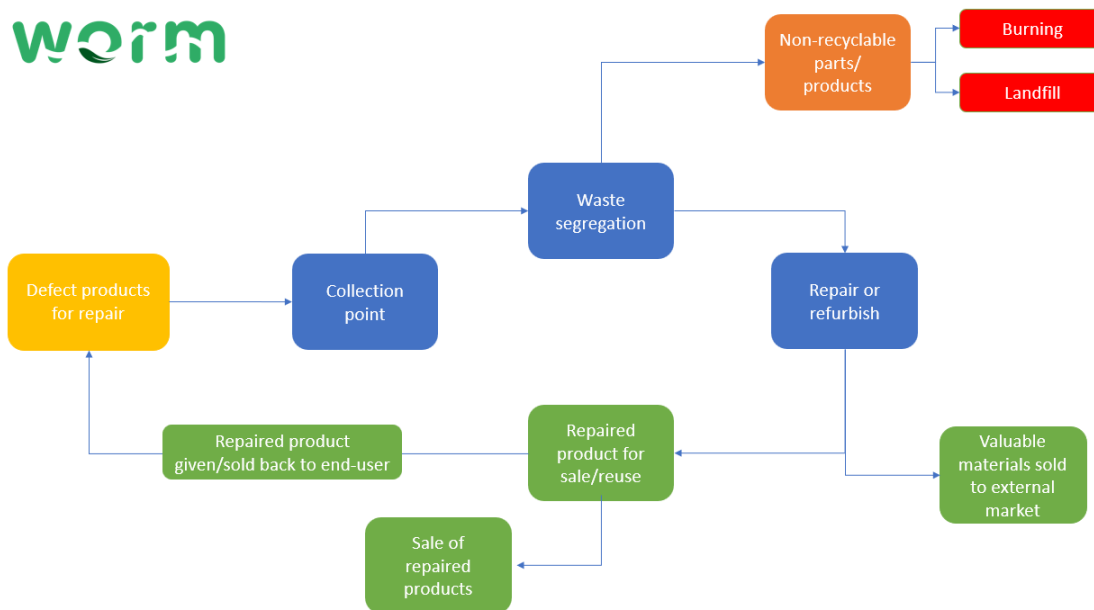 worm
Non-recyclable
parts/
products
Burning
Landfill
Waste
segregation
Defect products
for repair
Collection
point
Repair or
refurbish
Repaired product
given/sold back to end-user
Repaired
product for
sale/reuse
Valuable
materials sold
to external
market
Sale of
repaired
products